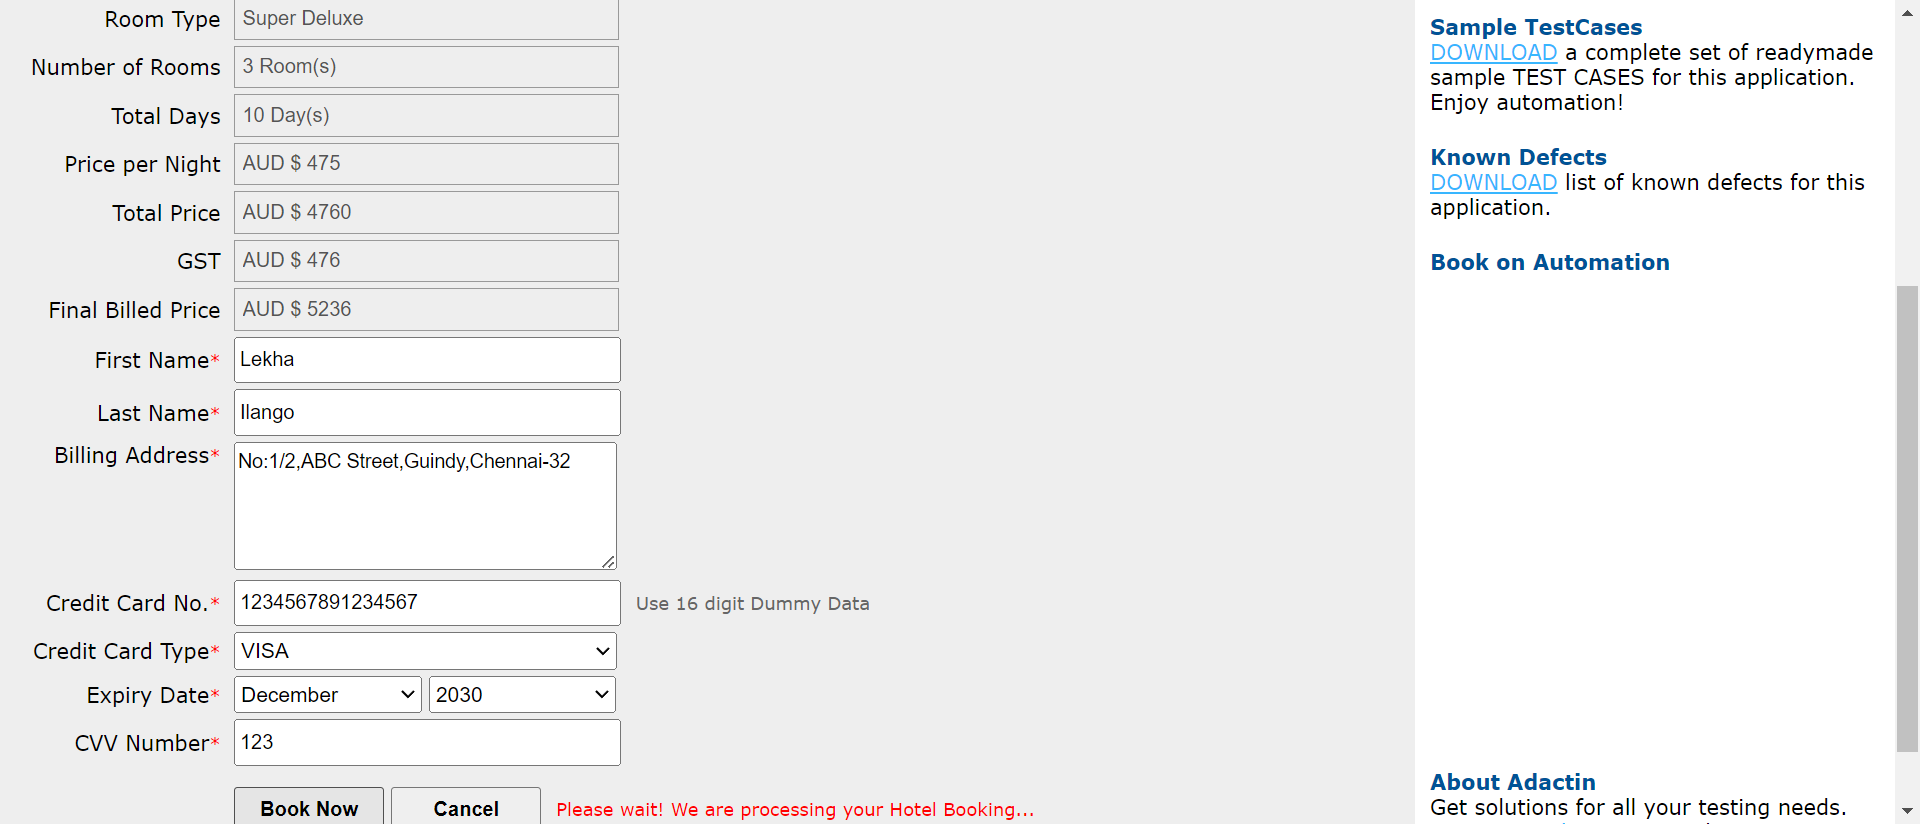 Room Type Super Deluxe
Number of Rooms 3 Room(s)
Total Days 10 Day(s)
Price per Night AUD $ 475
Total Price AUD $ 4760
GST AUD $ 476
Final Billed Price AUD $ 5236
First Name* Lekha
Last Name* Ilango
Billing Address* No:1/2,ABC Street,Guindy,Chennai-32
Credit Card No.* 1234567891234567 Use 16 digit Dummy Data
Credit Card Type* VISA
Expiry Date* December 2030
CVV Number* 123
Book Now Cancel Please wait! We are processing your Hotel Booking...
Sample TestCases
DOWNLOAD a complete set of readymade
sample TEST CASES for this application.
Enjoy automation!
Known Defects
DOWNLOAD list of known defects for this
application.
Book on Automation
About Adactin
Get solutions for all your testing needs.